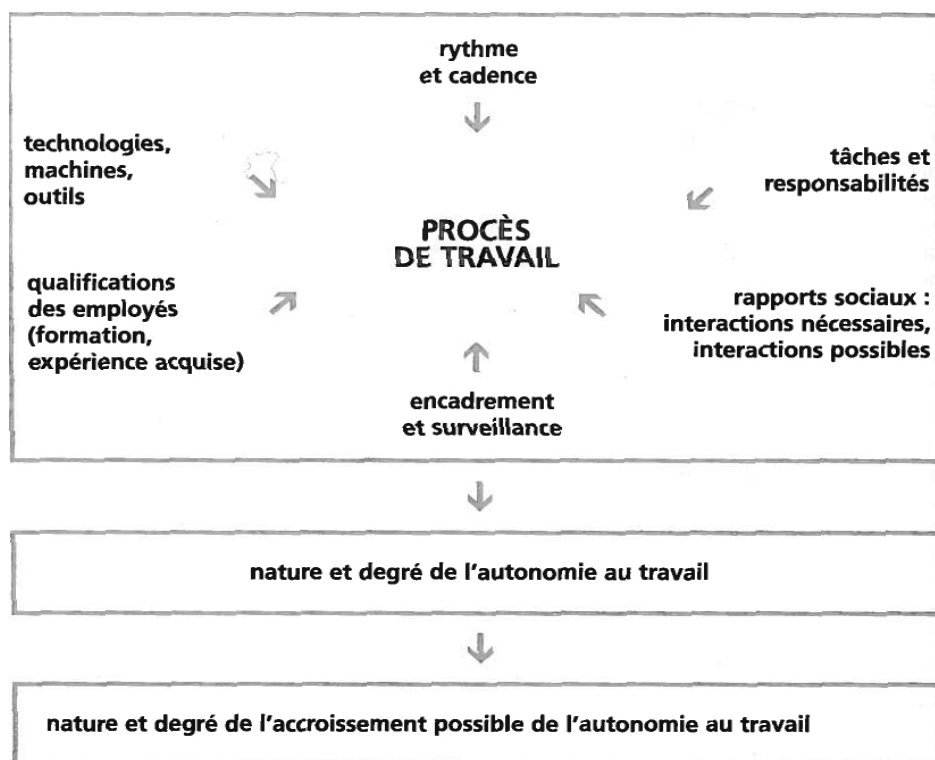 rythme
et cadence
technologies,
machines,
outils
tâches et
responsabilités
PROCÈS
DE TRAVAIL
qualifications
des employés
(formation,
expérience acquise)
rapports sociaux :
interactions nécessaires,
interactions possibles
encadrement
et surveillance
nature et degré de l'autonomie au travail
nature et degré de l'accroissement possible de l'autonomie au travail